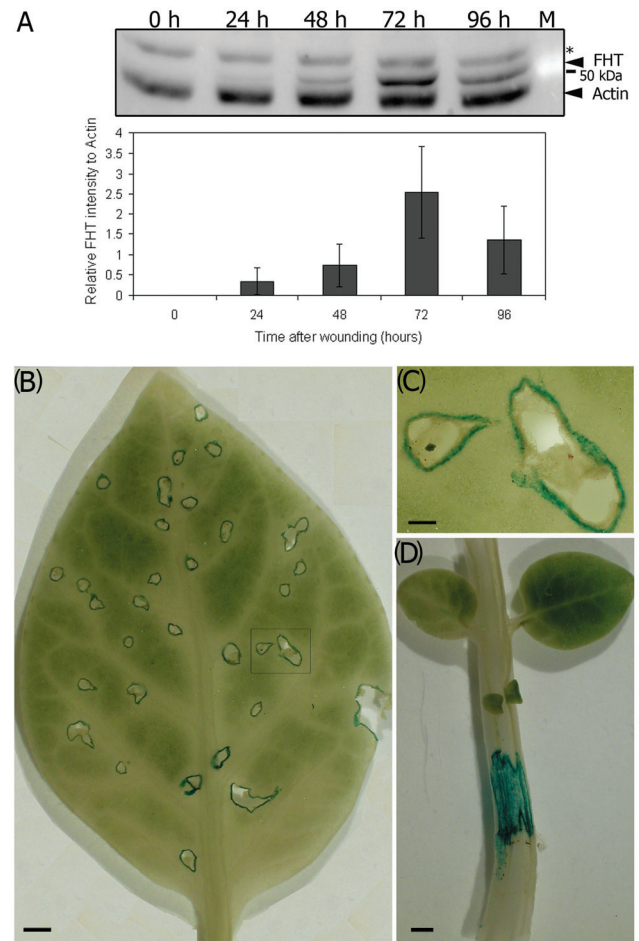 A
0 h 24 h 48 h 72 h 96 h M
*
FHT
50 kDa
Actin
Relative FHT intensity to Actin
4
3.5
3
2.5
2
1.5
1
0.5
0
0 24 48 72 96
Time after wounding (hours)
(B)
(C)
(D)